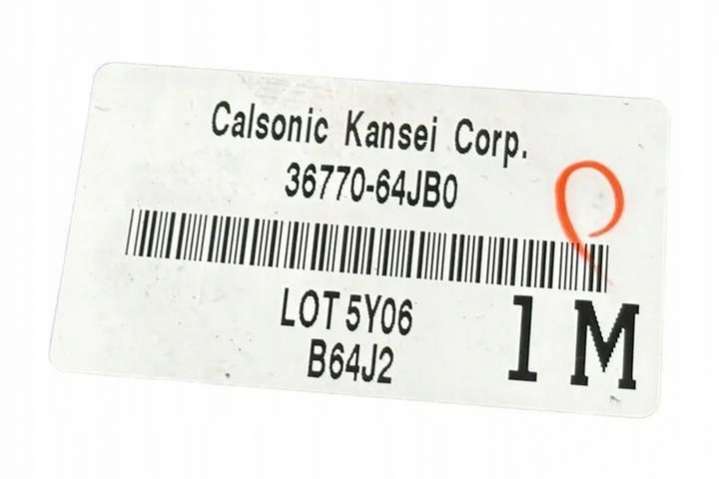 Calsonic Kansei Corp.
36770-64JB0
LOT 5Y06
B64J2
1M